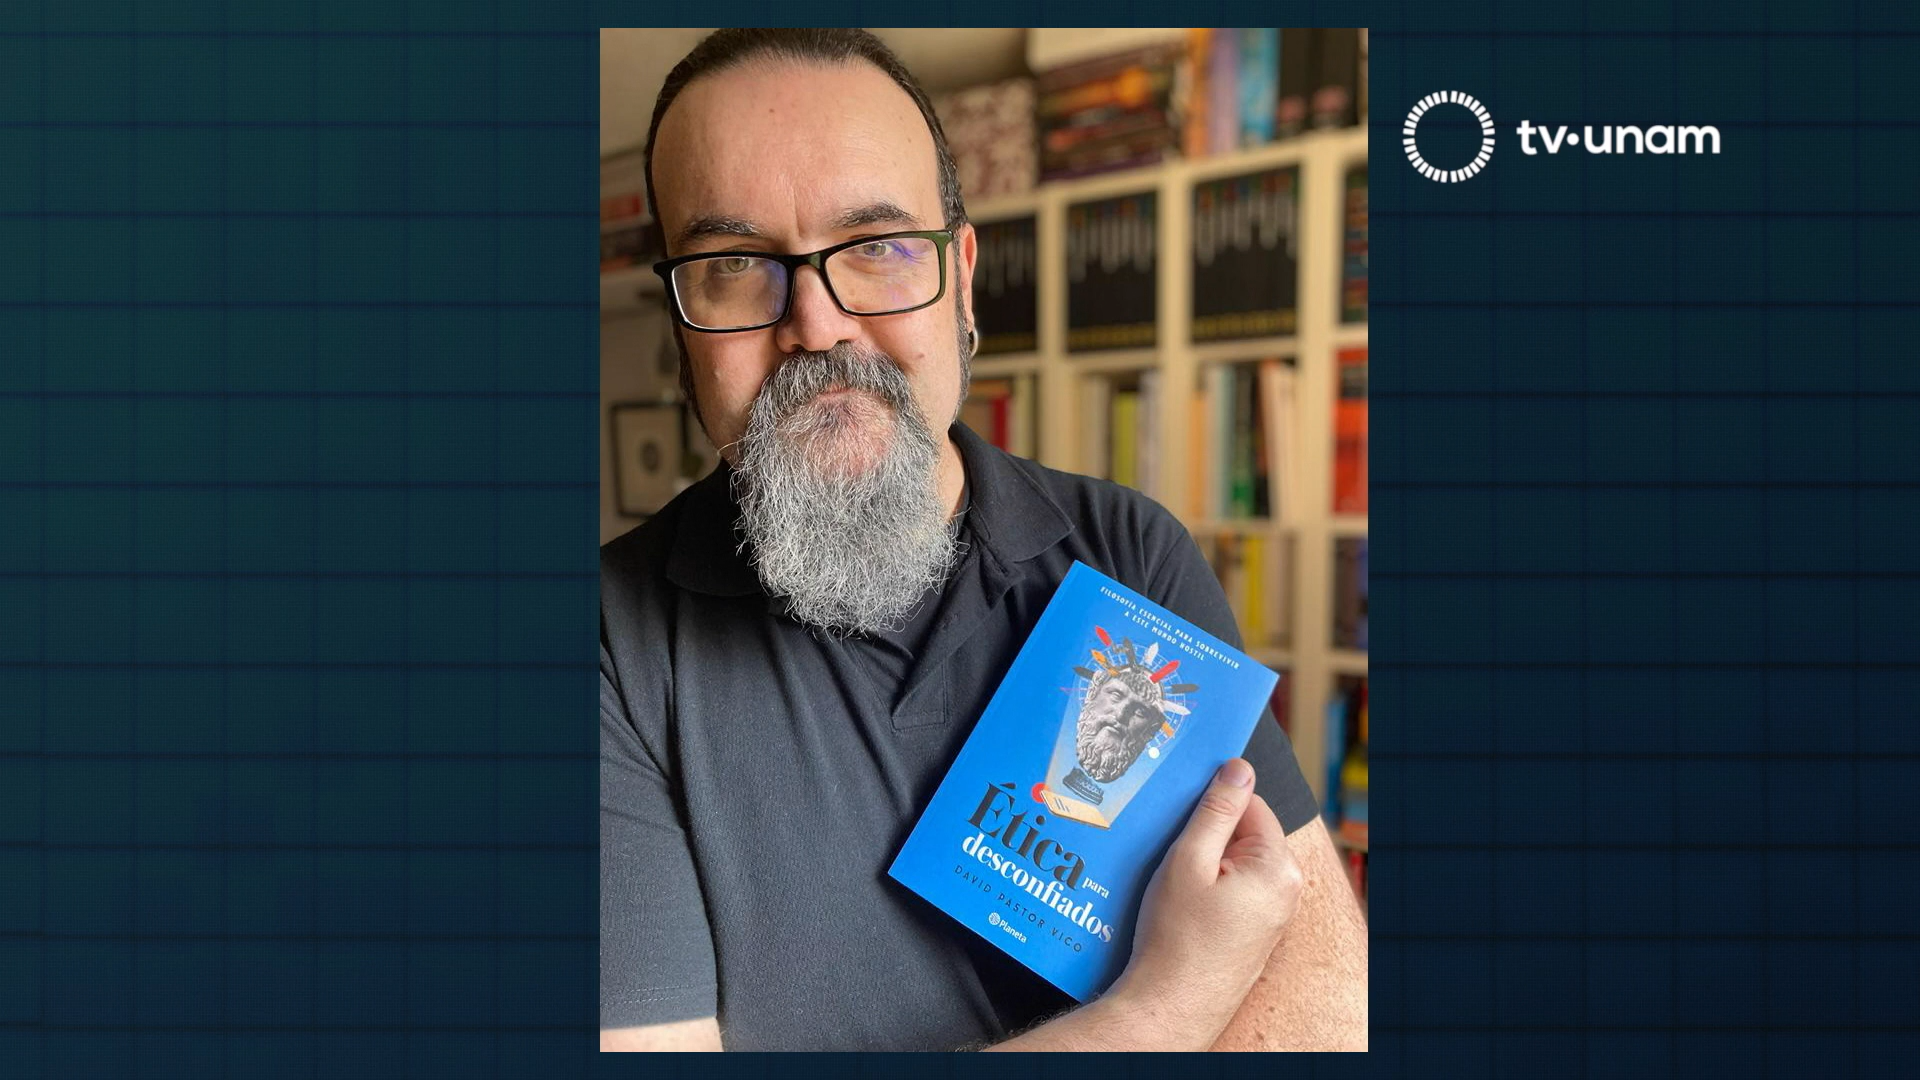 tv·unam
FILOSOFÍA ESENCIAL PARA SOBREVIVIR
A ESTE MUNDO HOSTIL
Ética para
desconfiados
DAVID PASTOR VICO
Planeta